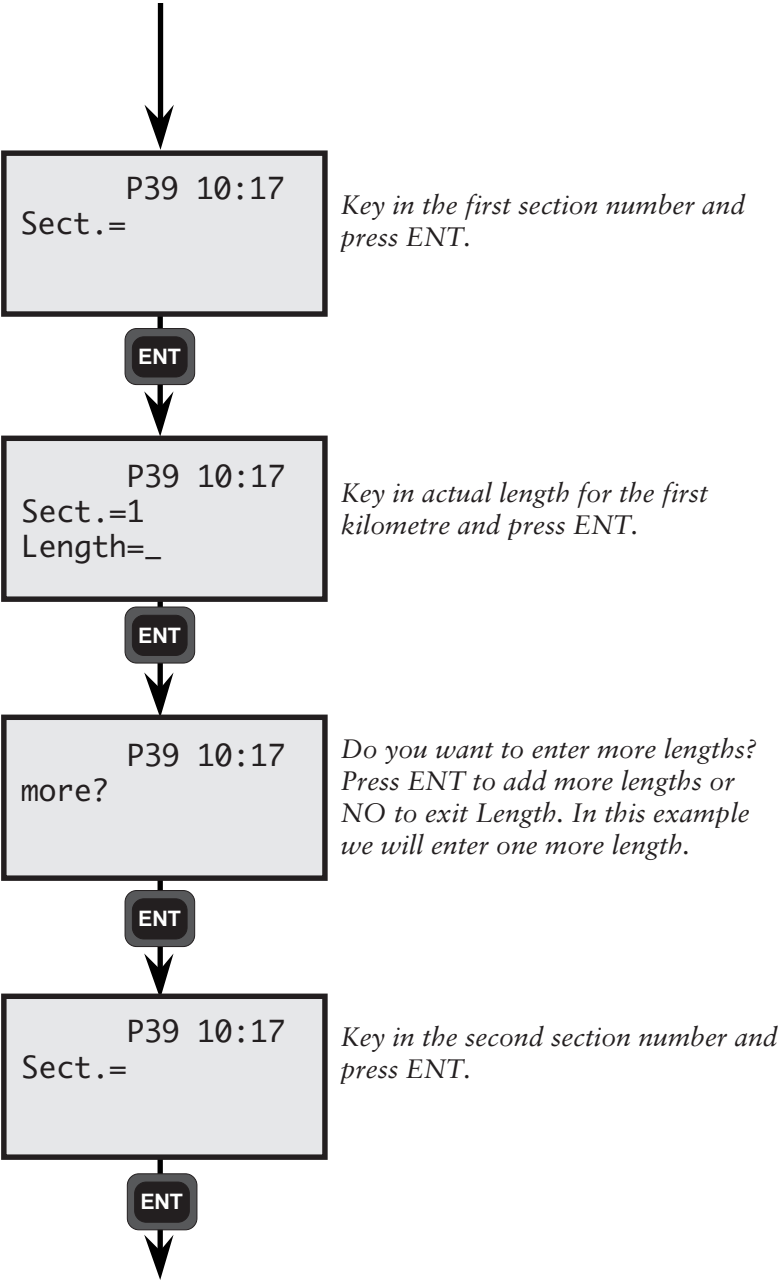 P39 10:17
Sect.=
Key in the first section number and
press ENT.
ENT
P39 10:17
Sect.=1
Length=_
Key in actual length for the first
kilometre and press ENT.
ENT
P39 10:17
more?
Do you want to enter more lengths?
Press ENT to add more lengths or
NO to exit Length. In this example
we will enter one more length.
ENT
P39 10:17
Sect.=
Key in the second section number and
press ENT.
ENT